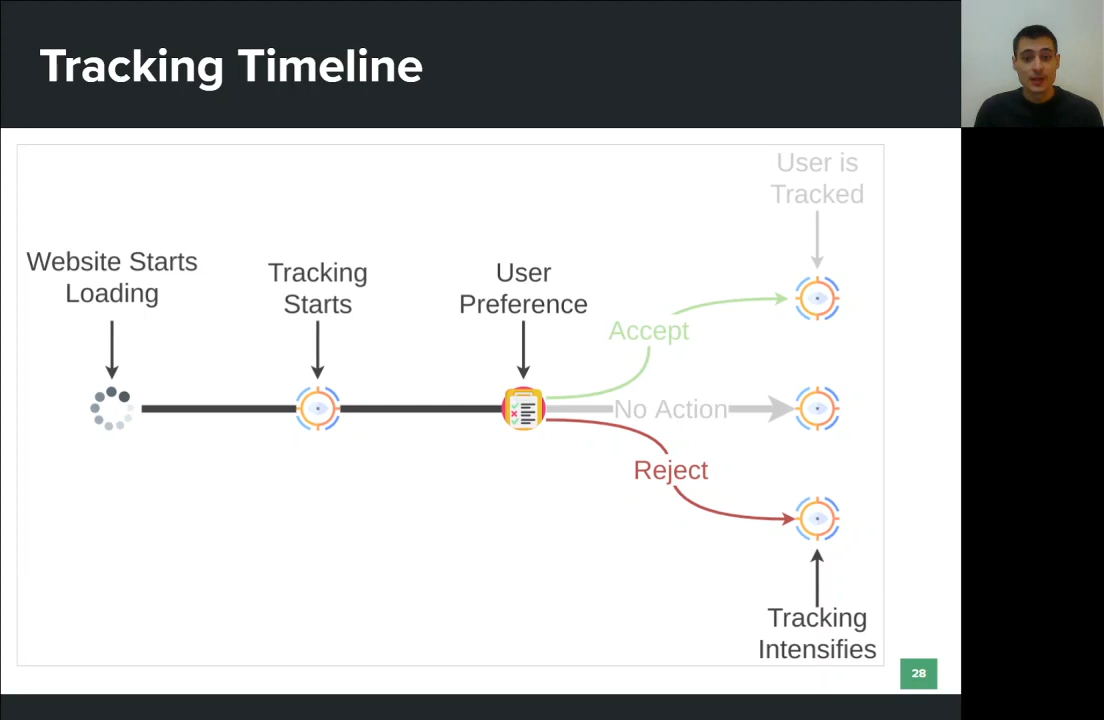 Tracking Timeline
User is
Tracked
Website Starts
Loading
Tracking
Starts
User
Preference
Accept
No Action
Reject
Tracking
Intensifies
28